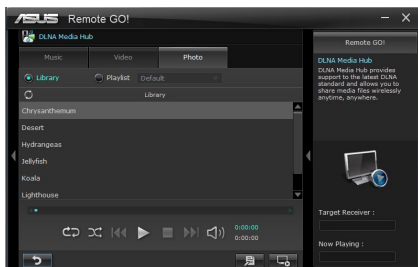 ASUS Remote GO!
DLNA Media Hub
Music Video Photo
Library Playlist Default
Library
Chrysanthemum
Desert
Hydrangeas
Jellyfish
Koala
Lighthouse
0:00:00
0:00:00
Remote GO!
DLNA Media Hub
DLNA Media Hub provides
support to the latest DLNA
standard and allows you to
share media files wirelessly
anytime, anywhere.
Target Receiver :
Now Playing :